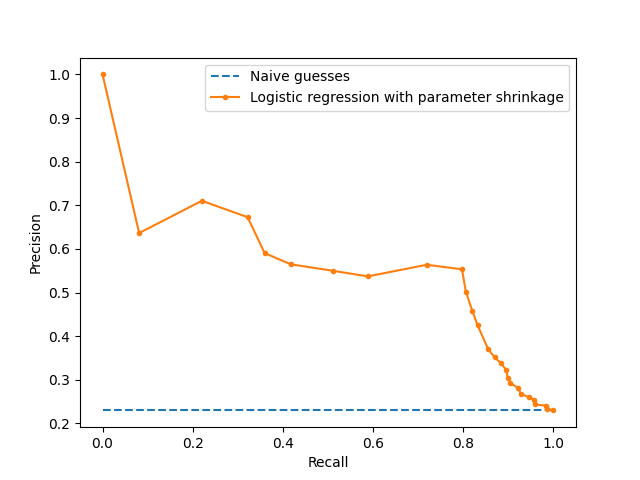 Naive guesses
Logistic regression with parameter shrinkage
1.0
0.9
0.8
0.7
0.6
0.5
0.4
0.3
0.2
Precision
0.0 0.2 0.4 0.6 0.8 1.0
Recall